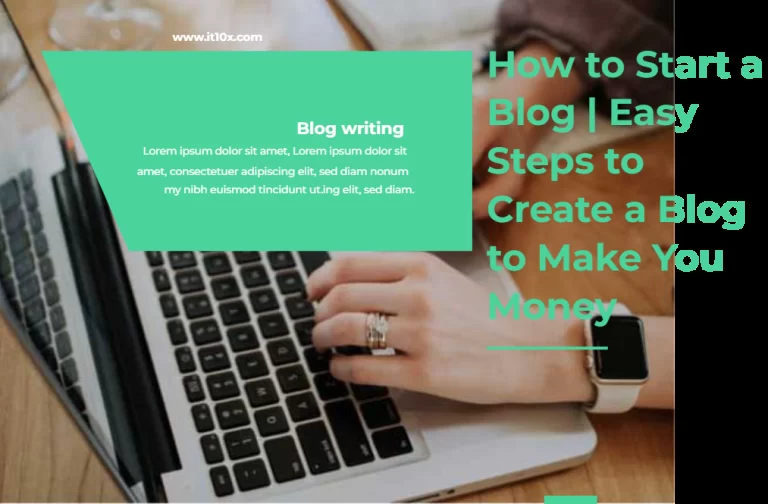 www.it10x.com
Blog writing
Lorem ipsum dolor sit amet, Lorem ipsum dolor sit
amet, consectetuer adipiscing elit, sed diam nonum
my nibh euismod tincidunt ut.ing elit, sed diam.
How to Start a
Blog | Easy
Steps to
Create a Blog
to Make You
Money